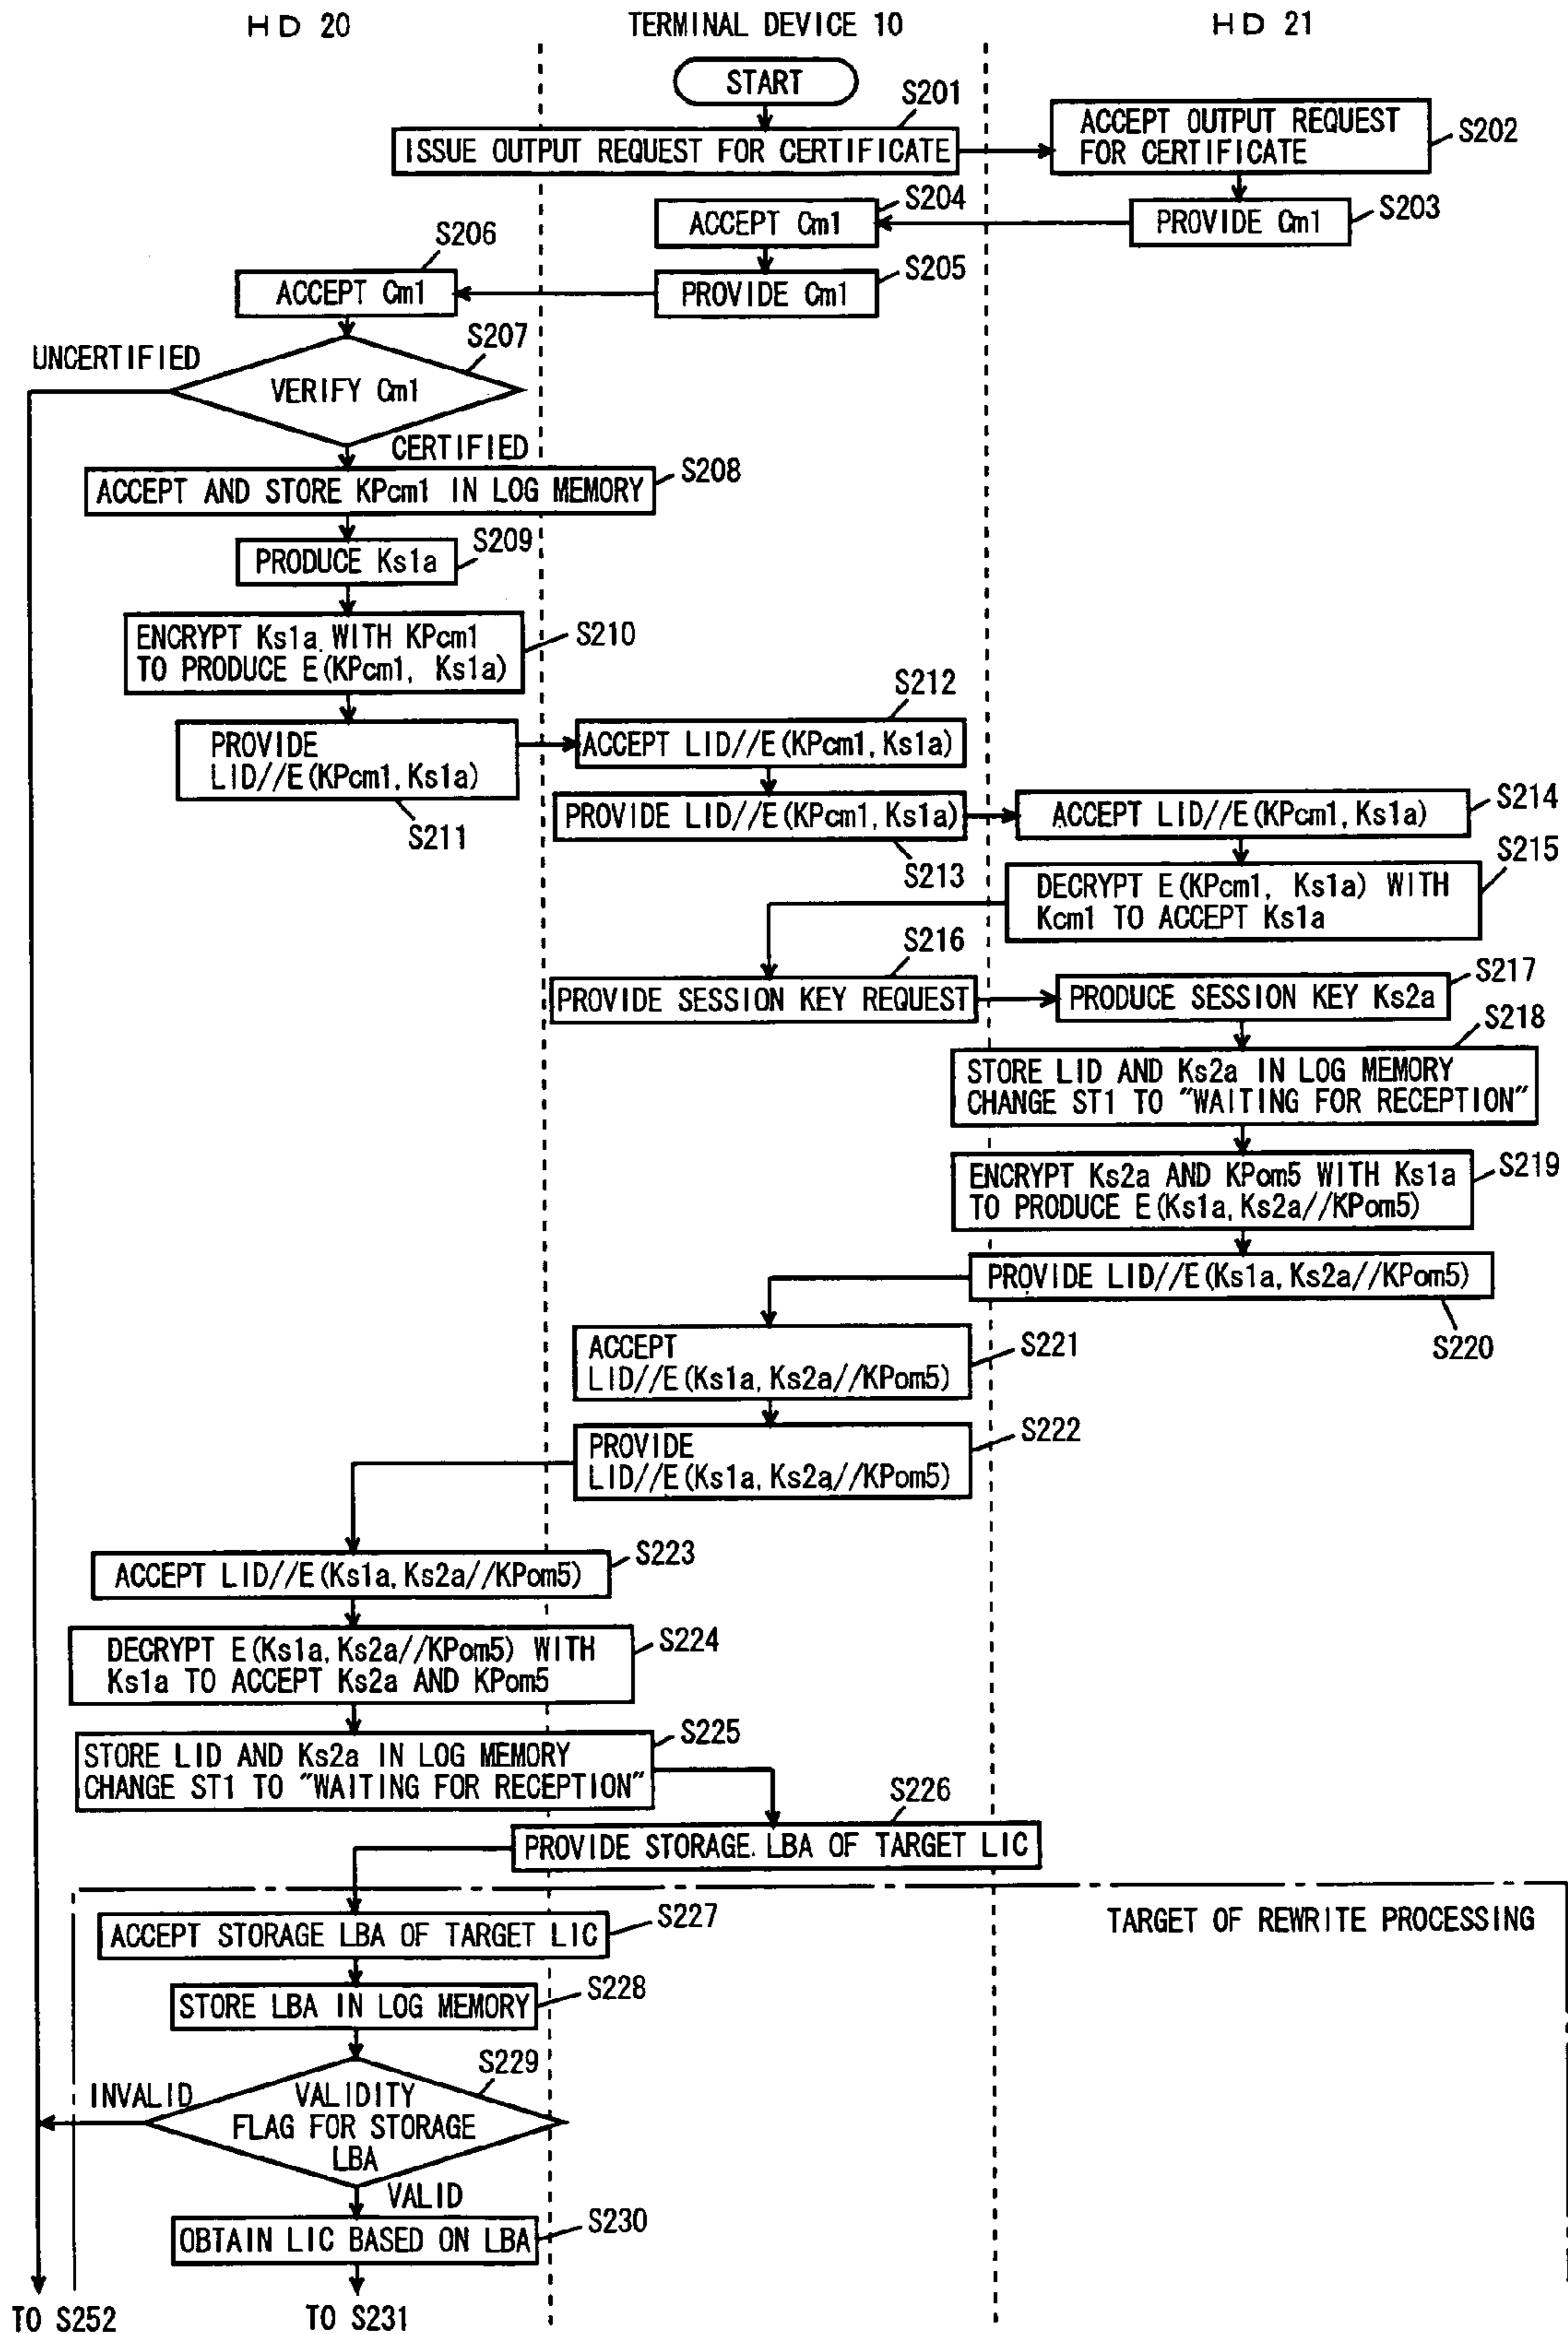 HD 20
TERMINAL DEVICE 10
HD 21
START
S201
ISSUE OUTPUT REQUEST FOR CERTIFICATE
ACCEPT OUTPUT REQUEST
FOR CERTIFICATE
S202
S204
ACCEPT Cm1
PROVIDE Cm1
S203
S206
ACCEPT Cm1
S205
PROVIDE Cm1
S207
UNCERTIFIED
VERIFY Cm1
CERTIFIED
S208
ACCEPT AND STORE KPcm1 IN LOG MEMORY
S209
PRODUCE Ks1a
ENCRYPT Ks1a WITH KPcm1
TO PRODUCE E(KPcm1, Ks1a)
S210
S212
PROVIDE
LID//E(KPcm1,Ks1a)
S211
ACCEPT LID//E(KPcm1,Ks1a)
PROVIDE LID//E(KPcm1,Ks1a)
S213
ACCEPT LID//E(KPcm1,Ks1a)
S214
S215
DECRYPT E(KPcm1, Ks1a) WITH
Kcm1 TO ACCEPT Ks1a
S216
PROVIDE SESSION KEY REQUEST
S217
PRODUCE SESSION KEY Ks2a
S218
STORE LID AND Ks2a IN LOG MEMORY
CHANGE ST1 TO "WAITING FOR RECEPTION"
ENCRYPT Ks2a AND KPom5 WITH Ks1a
TO PRODUCE E(Ks1a,Ks2a//KPom5)
S219
PROVIDE LID//E(Ks1a,Ks2a//KPom5)
S220
ACCEPT
LID//E(Ks1a,Ks2a//KPom5)
S221
PROVIDE
LID//E(Ks1a,Ks2a//KPom5)
S222
ACCEPT LID//E(Ks1a,Ks2a//KPom5)
S223
DECRYPT E(Ks1a,Ks2a//KPom5) WITH
Ks1a TO ACCEPT Ks2a AND KPom5
S224
STORE LID AND Ks2a IN LOG MEMORY
CHANGE ST1 TO "WAITING FOR RECEPTION"
S225
S226
PROVIDE STORAGE LBA OF TARGET LIC
ACCEPT STORAGE LBA OF TARGET LIC
S227
TARGET OF REWRITE PROCESSING
STORE LBA IN LOG MEMORY
S228
S229
INVALID
VALIDITY
FLAG FOR STORAGE
LBA
VALID
OBTAIN LIC BASED ON LBA
S230
TO S252
TO S231